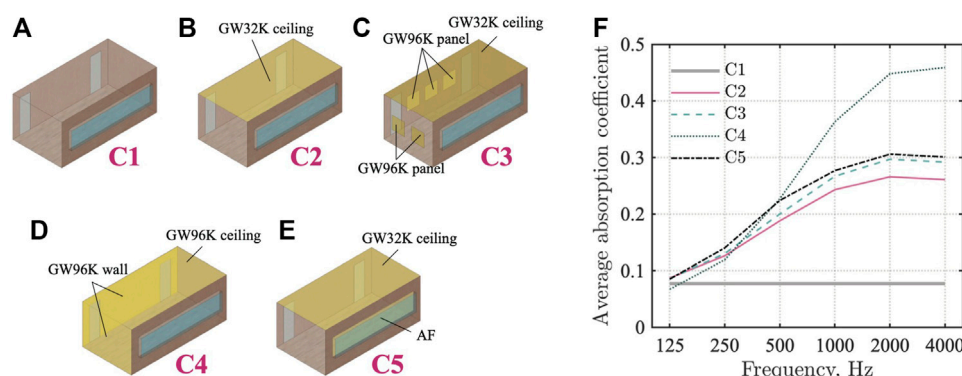 A
C1
B
GW32K ceiling
C2
C
GW32K ceiling
GW96K panel
GW96K panel
C3
D
GW96K ceiling
GW96K wall
C4
E
GW32K ceiling
AF
C5
F
Average absorption coefficient
0.5
0.4
0.3
0.2
0.1
0
C1
C2
C3
C4
C5
125 250 500 1000 2000 4000
Frequency, Hz